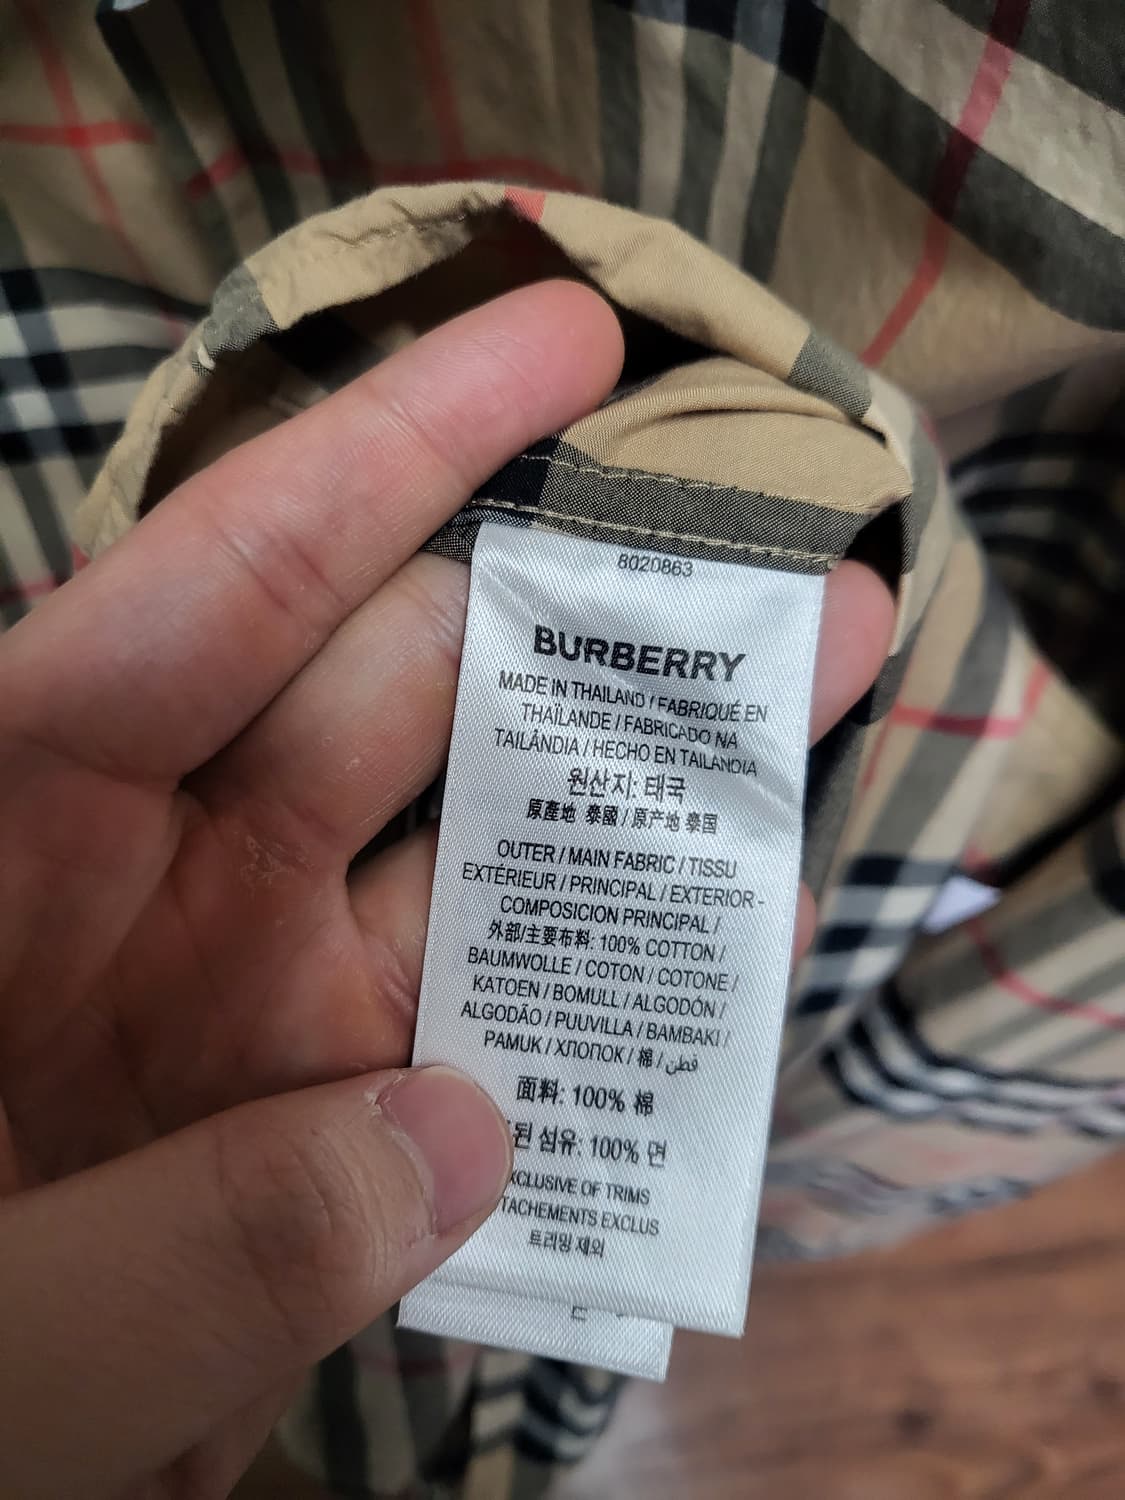 8020863
BURBERRY
MADE IN THAILAND / FABRIQUÉ EN
THAÏLANDE / FABRICADO NA
TAILÂNDIA / HECHO EN TAILANDIA
원산지: 태국
原產地 泰國 / 原产地 泰国
OUTER / MAIN FABRIC / TISSU
EXTÉRIEUR / PRINCIPAL / EXTERIOR -
COMPOSICION PRINCIPAL /
外部/主要布料: 100% COTTON /
BAUMWOLLE / COTON / COTONE /
KATOEN / BOMULL / ALGODÓN /
ALGODÃO / PUUVILLA / BAMBAKI /
PAMUK / ХЛОПОК / 棉 / قطن
面料: 100% 棉
된 섬유: 100% 면
XCLUSIVE OF TRIMS
TACHEMENTS EXCLUS
트리밍 제외